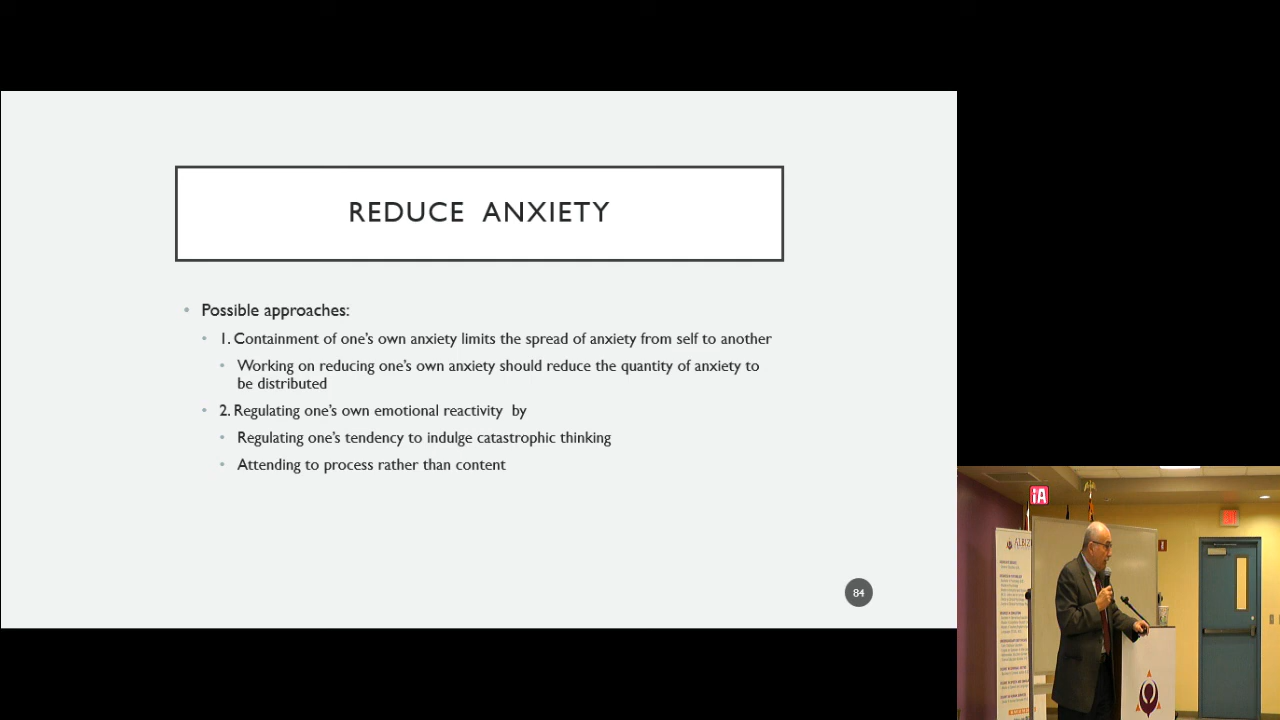 REDUCE ANXIETY
Possible approaches:
1. Containment of one's own anxiety limits the spread of anxiety from self to another
Working on reducing one's own anxiety should reduce the quantity of anxiety to
be distributed
2. Regulating one's own emotional reactivity by
Regulating one's tendency to indulge catastrophic thinking
Attending to process rather than content
84
iA